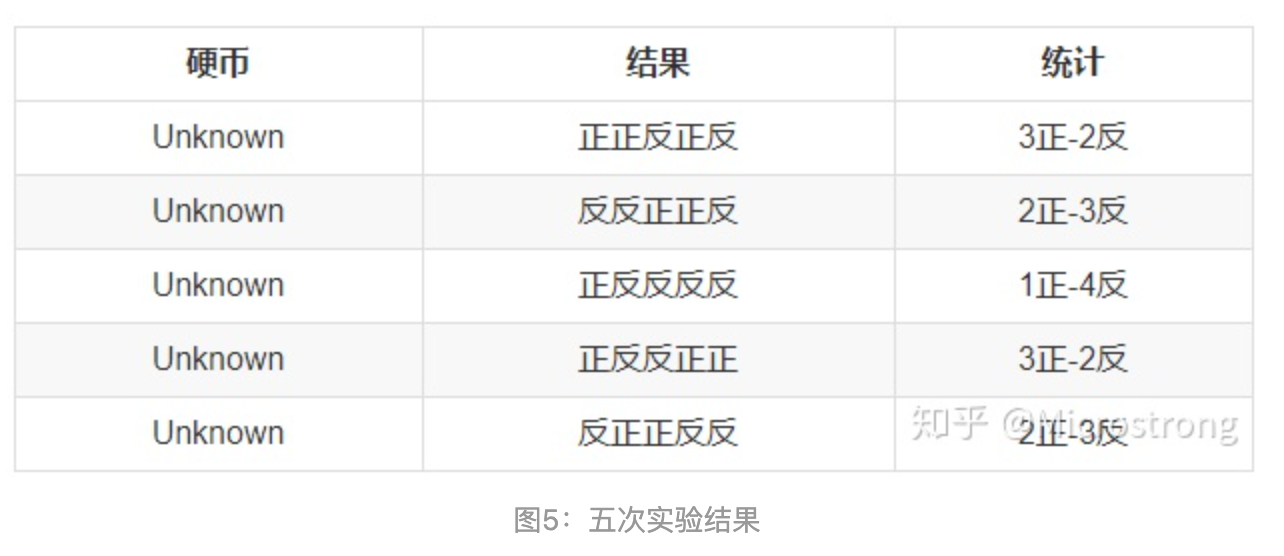 硬币 结果 统计
Unknown 正正反正反 3正-2反
Unknown 反反正正反 2正-3反
Unknown 正反反反反 1正-4反
Unknown 正反反正正 3正-2反
Unknown 反正正反反 2正-3反
知乎 @Microstrong
图5：五次实验结果